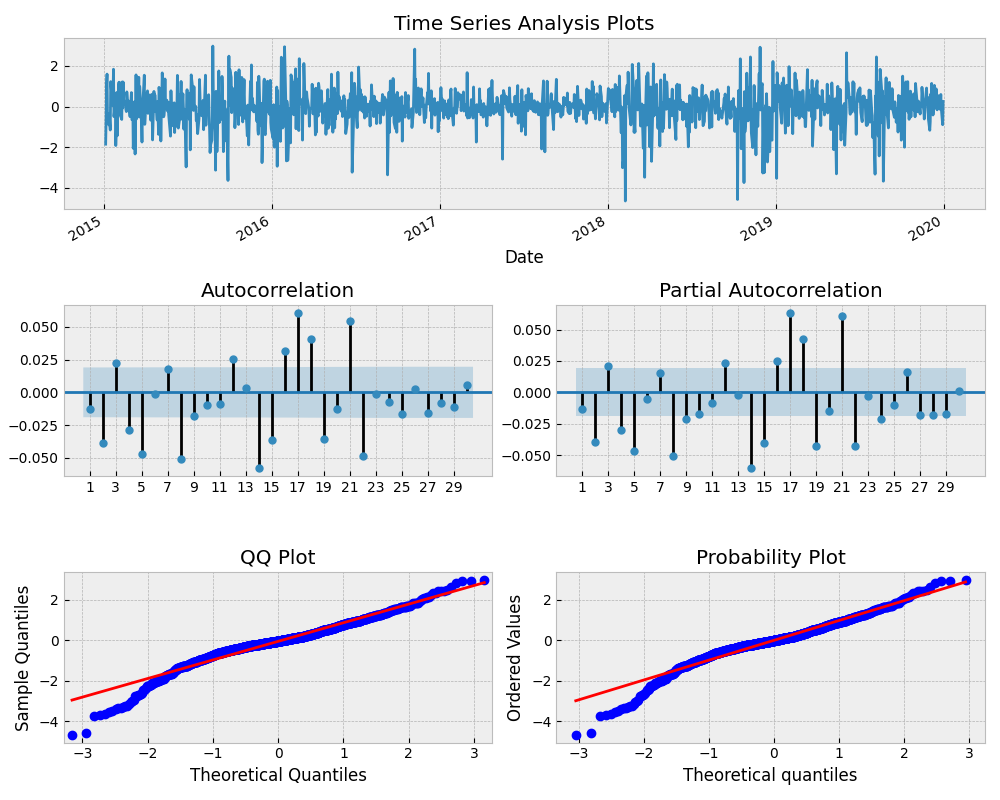 Time Series Analysis Plots
2
0
−2
−4
2015
2016
2017
2018
2019
2020
Date
Autocorrelation
0.050
0.025
0.000
−0.025
−0.050
1 3 5 7 9 11 13 15 17 19 21 23 25 27 29
Partial Autocorrelation
0.050
0.025
0.000
−0.025
−0.050
1 3 5 7 9 11 13 15 17 19 21 23 25 27 29
QQ Plot
Sample Quantiles
2
0
−2
−4
−3 −2 −1 0 1 2 3
Theoretical Quantiles
Probability Plot
Ordered Values
2
0
−2
−4
−3 −2 −1 0 1 2 3
Theoretical quantiles